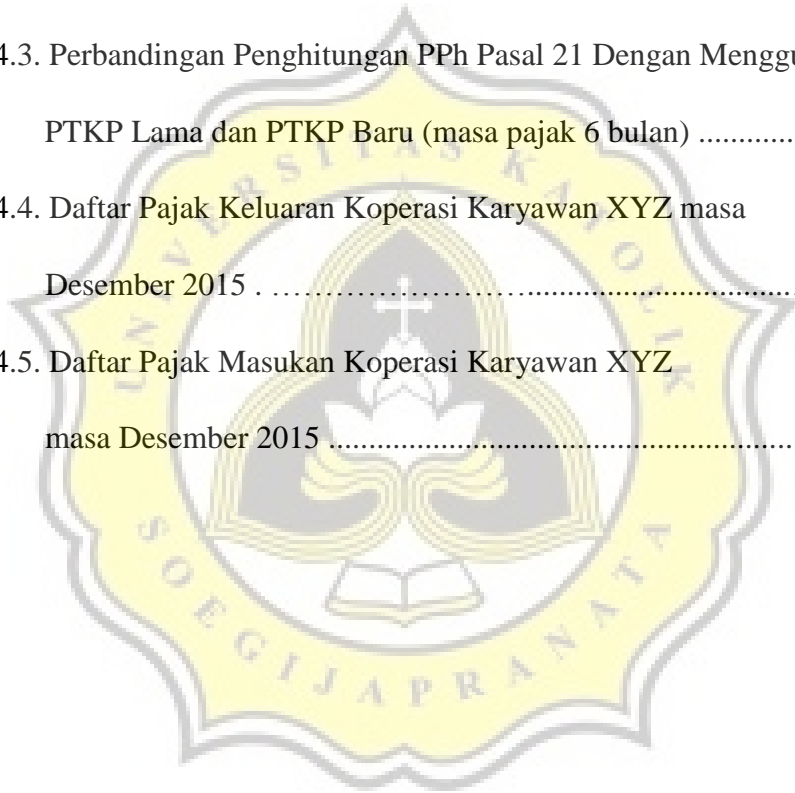 4.3. Perbandingan Penghitungan PPh Pasal 21 Dengan
PTKP Lama dan PTKP Baru (masa pajak 6 bulan) ............
4.4. Daftar Pajak Keluaran Koperasi Karyawan XYZ masa
Desember 2015 . ……………………..................................
4.5. Daftar Pajak Masukan Koperasi Karyawan XYZ
masa Desember 2015 ..........................................................
UNIVERSITAS KATOLIK
SOEGIJAPRANATA